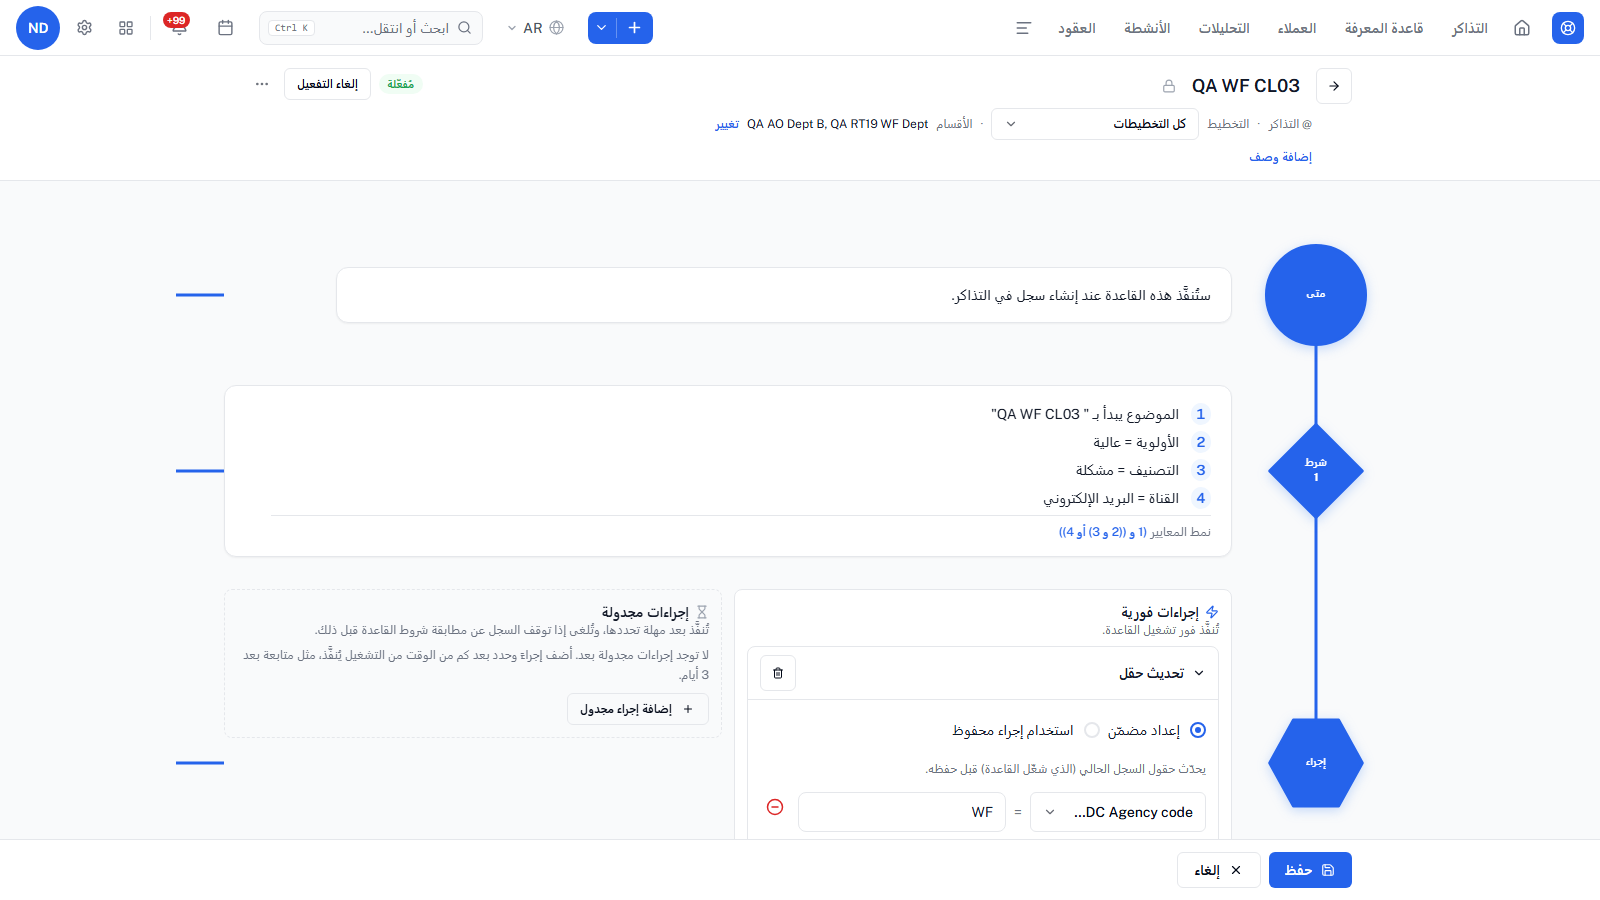 التذاكر
قاعدة المعرفة
العملاء
التحليلات
الأنشطة
العقود
AR
ابحث أو انتقل...
Ctrl K
+99
ND
QA WF CL03
مُفعّلة
إلغاء التفعيل
@ التذاكر · التخطيط
كل التخطيطات
· الأقسام QA AO Dept B, QA RT19 WF Dept تغيير
إضافة وصف
متى
ستُنفَّذ هذه القاعدة عند إنشاء سجل في التذاكر.
شرط
1
1 الموضوع يبدأ بـ " QA WF CL03"
2 الأولوية = عالية
3 التصنيف = مشكلة
4 القناة = البريد الإلكتروني
نمط المعايير (1 و ((2 و 3) أو 4))
إجراء
إجراءات فورية
تُنفَّذ فور تشغيل القاعدة.
تحديث حقل
إعداد مضمّن
استخدام إجراء محفوظ
يحدّث حقول السجل الحالي (الذي شغّل القاعدة) قبل حفظه.
DC Agency code...
=
WF
إجراءات مجدولة
تُنفَّذ بعد مهلة تحددها، وتُلغى إذا توقف السجل عن مطابقة شروط القاعدة قبل ذلك.
لا توجد إجراءات مجدولة بعد. أضف إجراءً وحدد بعد كم من الوقت من التشغيل يُنفَّذ، مثل متابعة بعد
3 أيام.
إضافة إجراء مجدول
حفظ
إلغاء